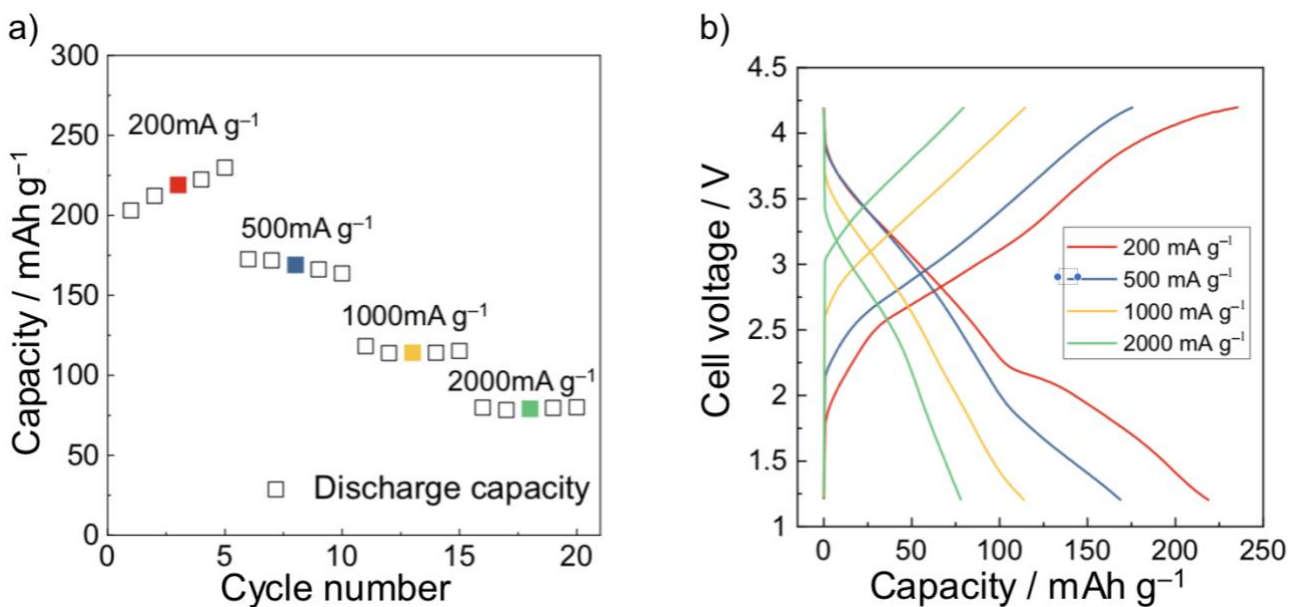 a)
300
250
200
150
100
50
0
Capacity / mAh g⁻¹
200mA g⁻¹
500mA g⁻¹
1000mA g⁻¹
2000mA g⁻¹
Discharge capacity
0
5
10
15
20
Cycle number
b)
4.5
4
3.5
3
2.5
2
1.5
1
Cell voltage / V
200 mA g⁻¹
500 mA g⁻¹
1000 mA g⁻¹
2000 mA g⁻¹
0
50
100
150
200
250
Capacity / mAh g⁻¹